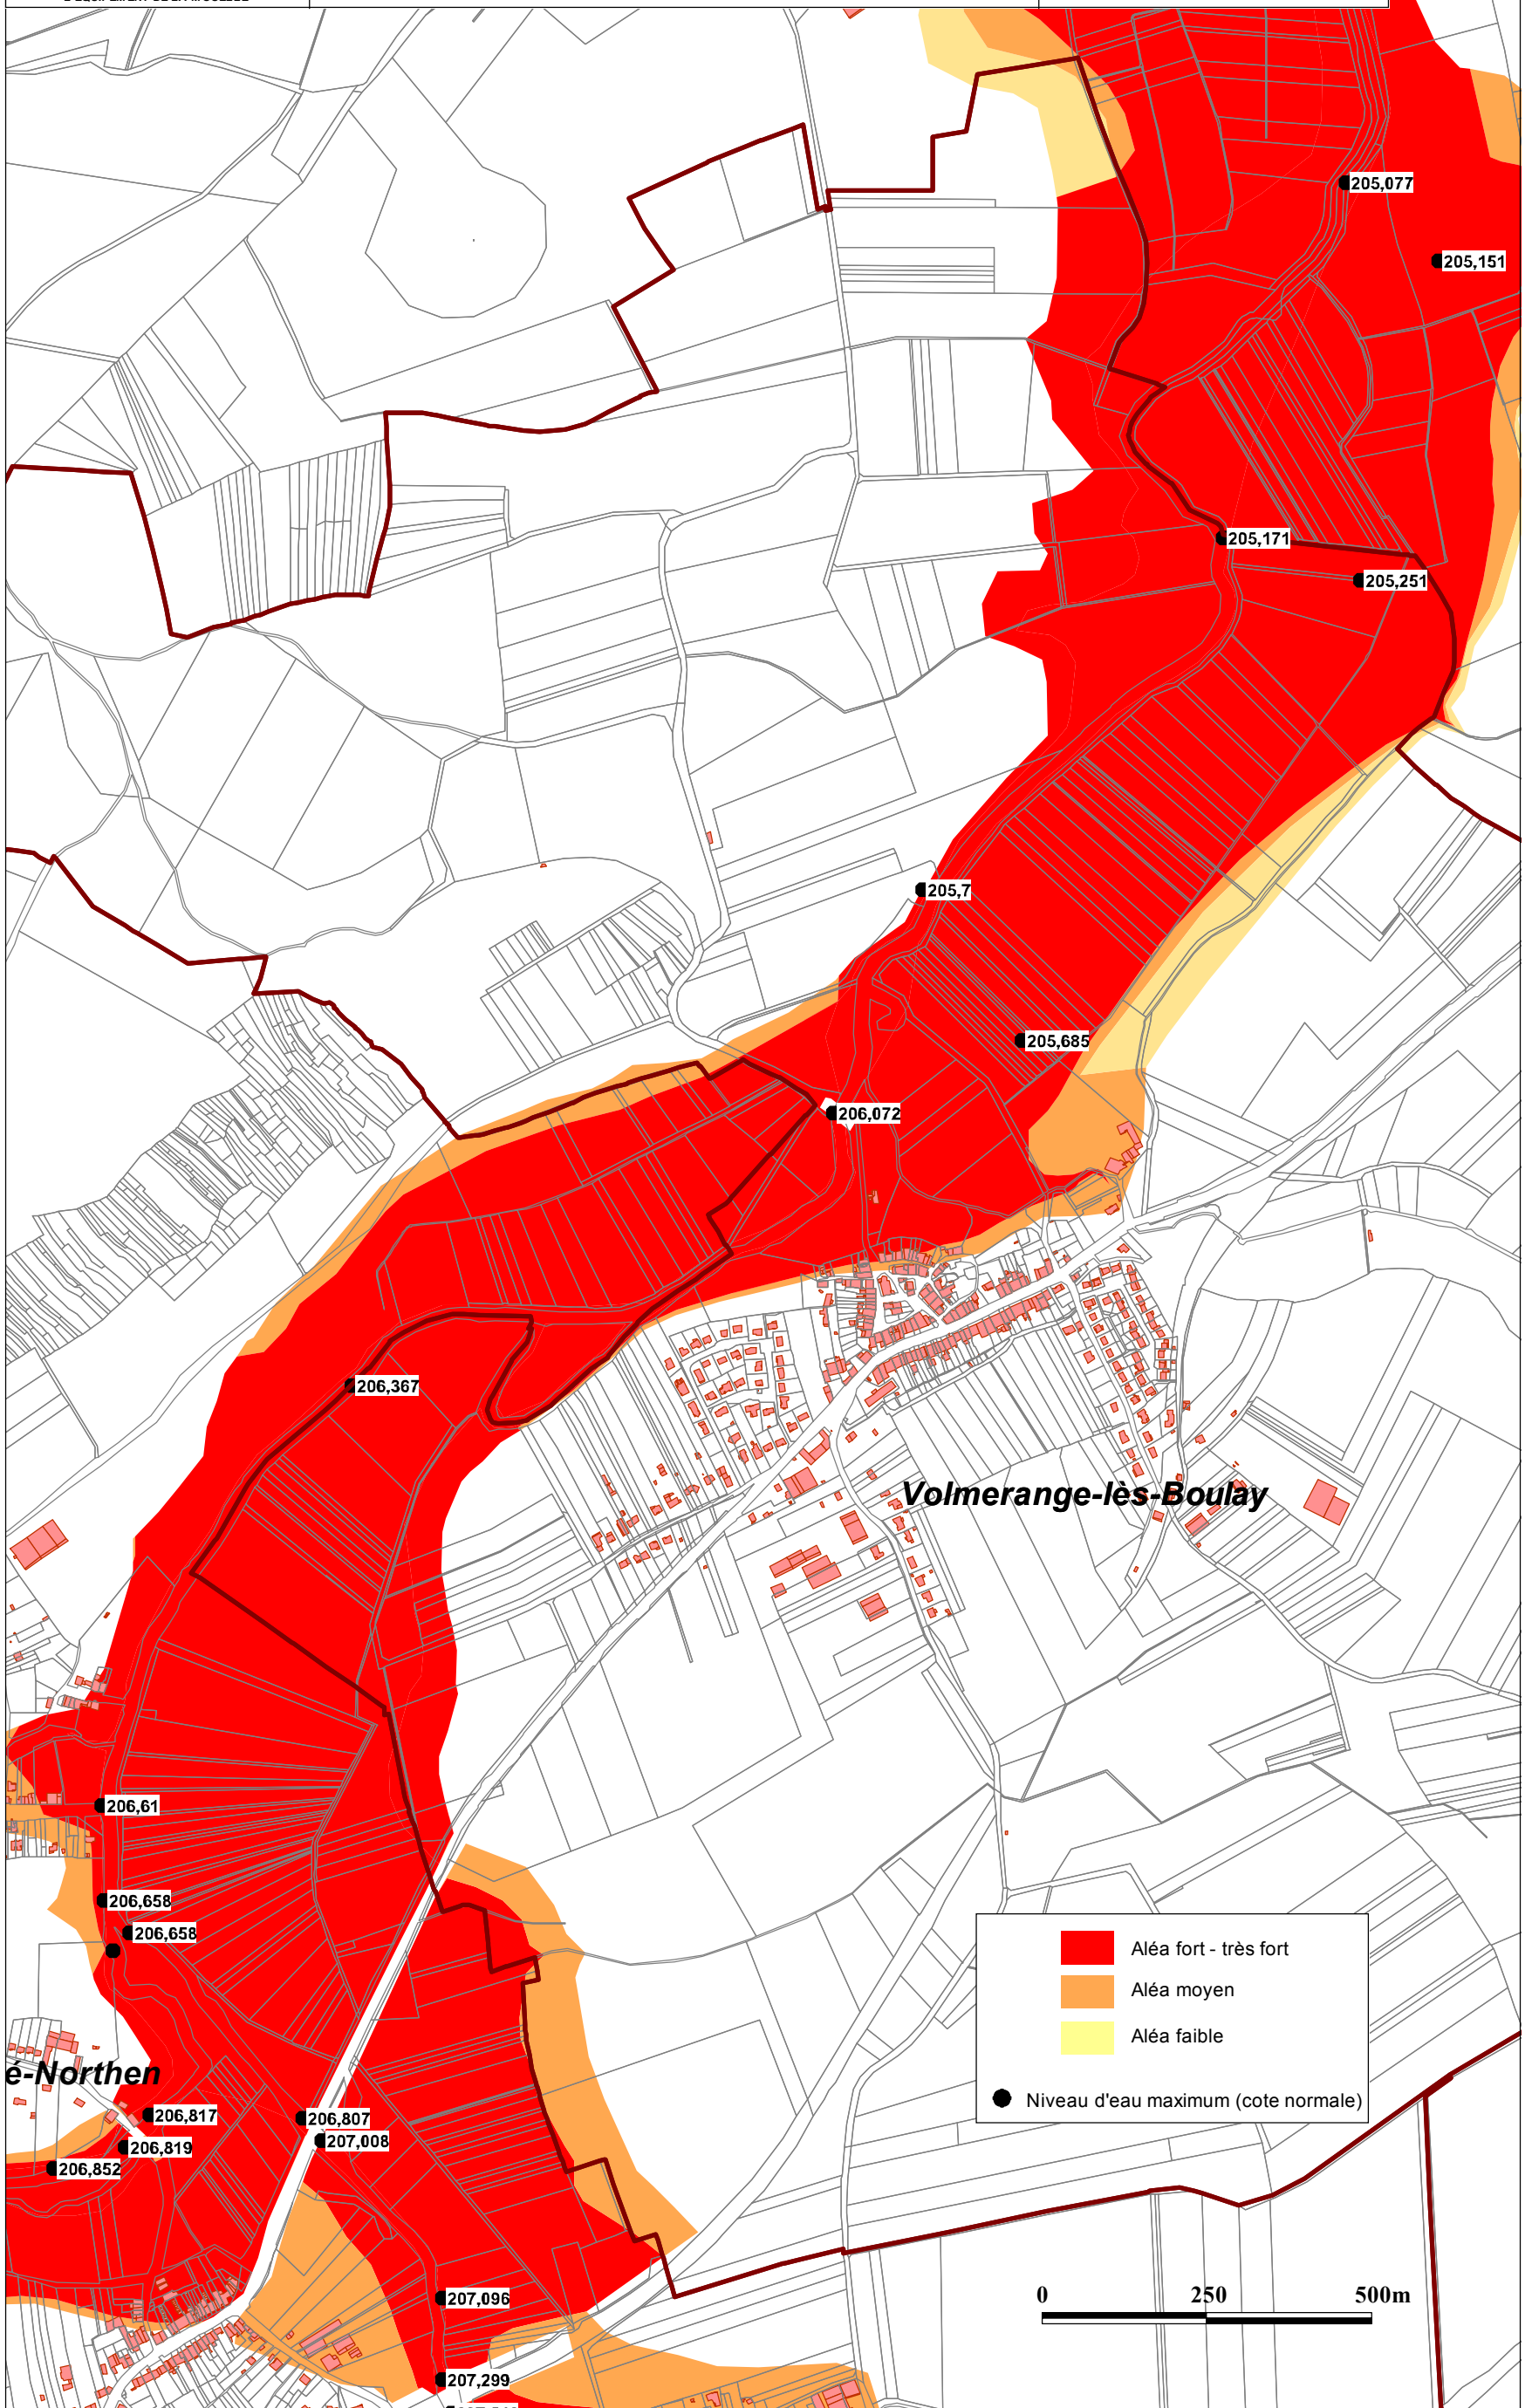 205,077
205,151
205,171
205,251
205,7
205,685
206,072
206,367
Volmerange-lès-Boulay
206,61
206,658
206,658
Aléa fort - très fort
Aléa moyen
Aléa faible
Niveau d'eau maximum (cote normale)
é-Northen
206,817
206,807
207,008
206,819
206,852
207,096
0 250 500m
207,299